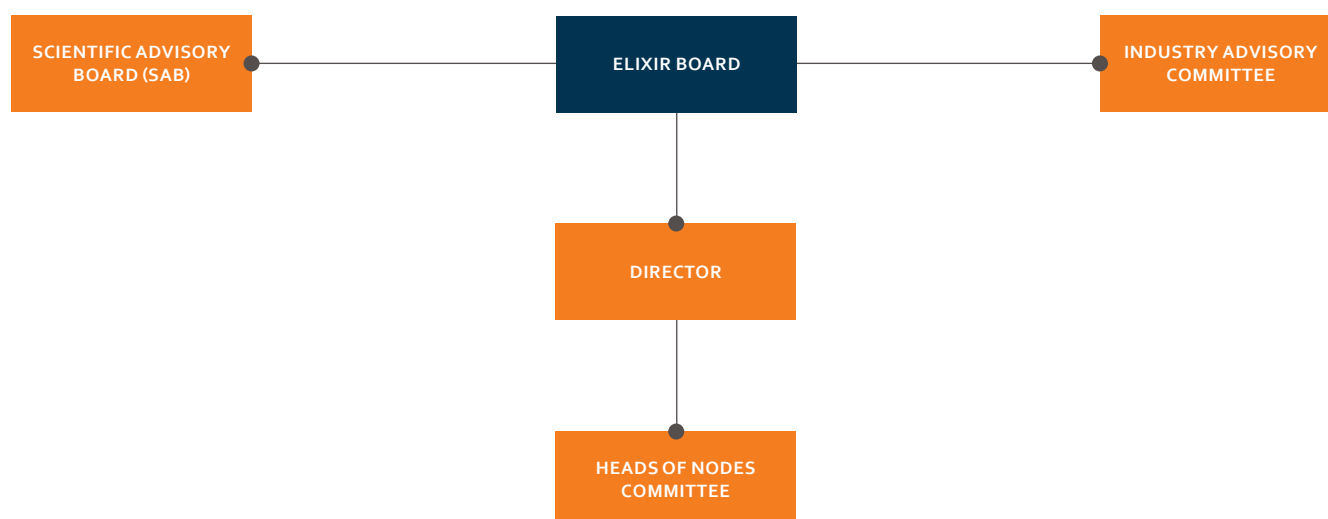 SCIENTIFIC ADVISORY
BOARD (SAB)
ELIXIR BOARD
INDUSTRY ADVISORY
COMMITTEE
DIRECTOR
HEADS OF NODES
COMMITTEE